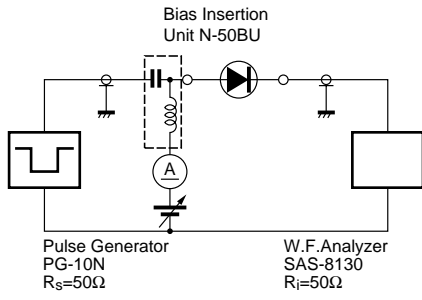 Bias Insertion
Unit N-50BU
A
Pulse Generator
PG-10N
Rs=50Ω
W.F.Analyzer
SAS-8130
Ri=50Ω